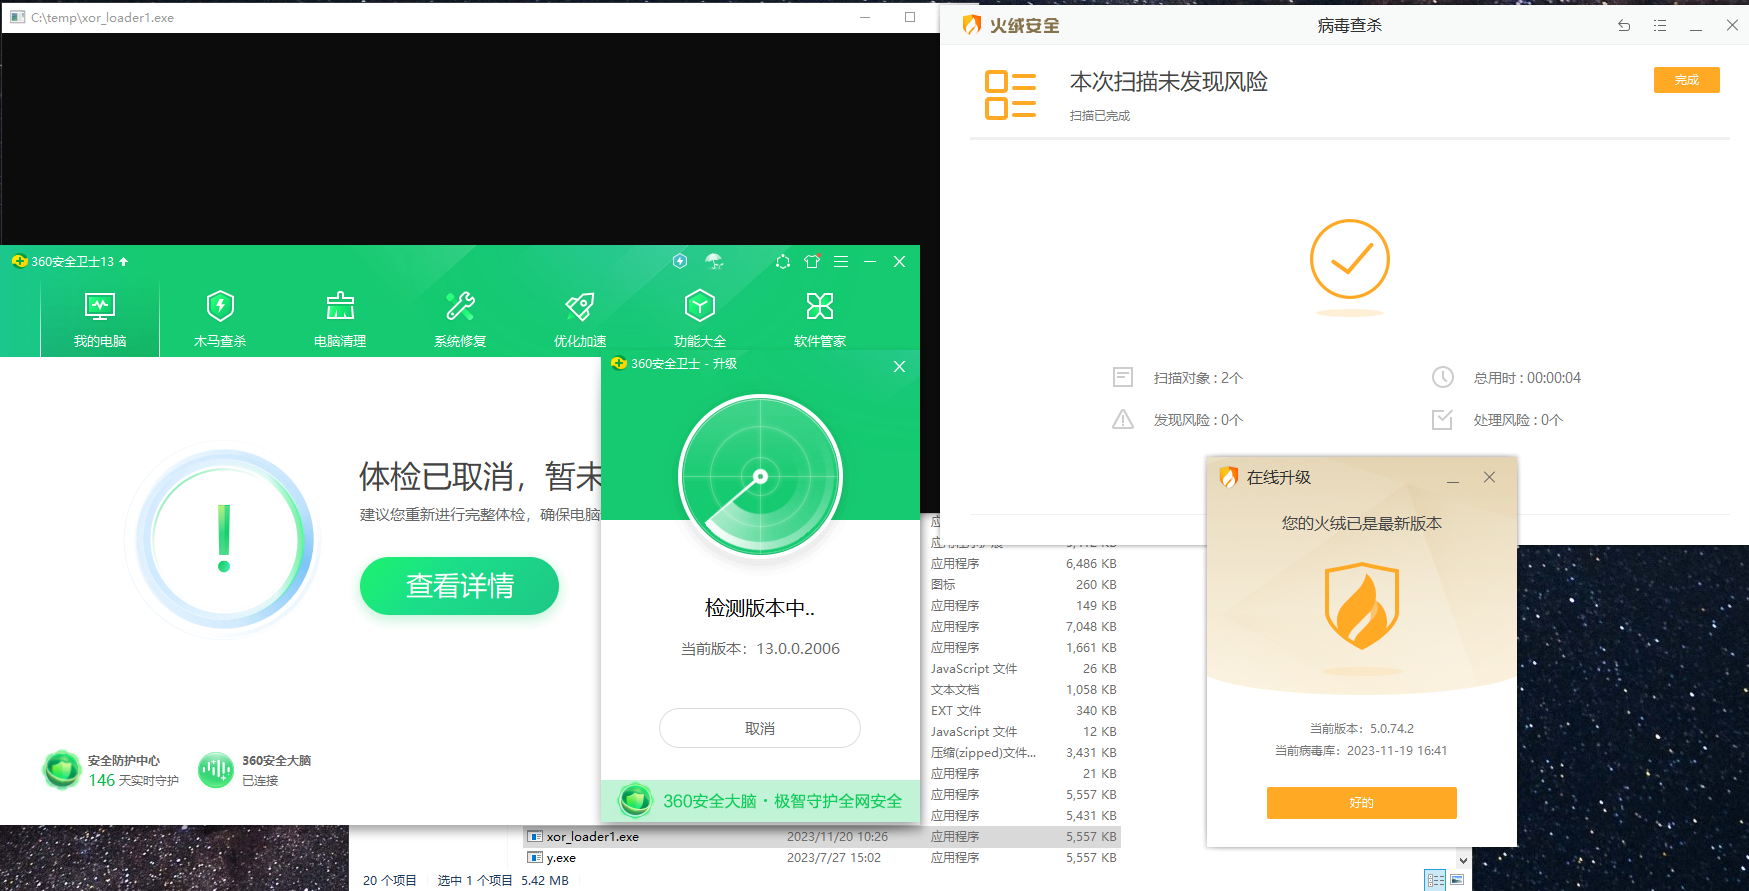 C:\temp\xor_loader1.exe
火绒安全
病毒查杀
本次扫描未发现风险
扫描已完成
完成
扫描对象 : 2个
总用时 : 00:00:04
发现风险 : 0个
处理风险 : 0个
360安全卫士13
我的电脑
木马查杀
电脑清理
系统修复
优化加速
功能大全
软件管家
体检已取消，暂未
建议您重新进行完整体检，确保电脑
查看详情
安全防护中心
146 天实时守护
360安全大脑
已连接
360安全卫士 - 升级
检测版本中..
当前版本：13.0.0.2006
取消
360安全大脑 · 极智守护全网安全
在线升级
您的火绒已是最新版本
当前版本：5.0.74.2
当前病毒库：2023-11-19 16:41
好的
应用程序 6,486 KB
图标 260 KB
应用程序 149 KB
应用程序 7,048 KB
应用程序 1,661 KB
JavaScript 文件 26 KB
文本文档 1,058 KB
EXT 文件 340 KB
JavaScript 文件 12 KB
压缩(zipped)文件... 3,431 KB
应用程序 21 KB
应用程序 5,557 KB
应用程序 5,431 KB
xor_loader1.exe 2023/11/20 10:26 应用程序 5,557 KB
y.exe 2023/7/27 15:02 应用程序 5,557 KB
20 个项目 选中 1 个项目 5.42 MB